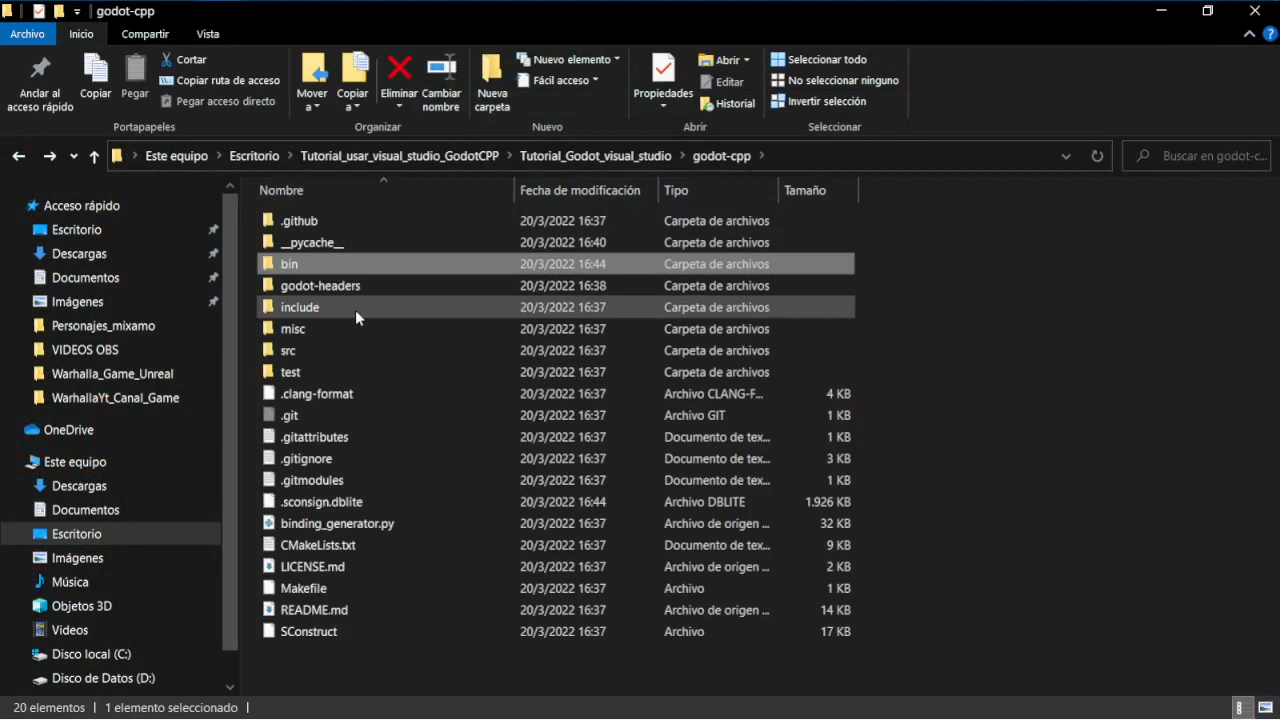 godot-cpp
Archivo Inicio Compartir Vista
Anclar al acceso rápido
Copiar
Pegar
Cortar
Copiar ruta de acceso
Pegar acceso directo
Portapapeles
Mover a
Copiar a
Eliminar
Cambiar nombre
Organizar
Nueva carpeta
Nuevo elemento
Fácil acceso
Nuevo
Propiedades
Abrir
Editar
Historial
Abrir
Seleccionar todo
No seleccionar ninguno
Invertir selección
Seleccionar
Este equipo Escritorio Tutorial_usar_visual_studio_GodotCPP Tutorial_Godot_visual_studio godot-cpp
Buscar en godot-c...
Acceso rápido
Escritorio
Descargas
Documentos
Imágenes
Personajes_mixamo
VIDEOS OBS
Warhalla_Game_Unreal
WarhallaYt_Canal_Game
OneDrive
Este equipo
Descargas
Documentos
Escritorio
Imágenes
Música
Objetos 3D
Videos
Disco local (C:)
Disco de Datos (D:)
Nombre Fecha de modificación Tipo Tamaño
.github 20/3/2022 16:37 Carpeta de archivos
__pycache__ 20/3/2022 16:40 Carpeta de archivos
bin 20/3/2022 16:44 Carpeta de archivos
godot-headers 20/3/2022 16:38 Carpeta de archivos
include 20/3/2022 16:37 Carpeta de archivos
misc 20/3/2022 16:37 Carpeta de archivos
src 20/3/2022 16:37 Carpeta de archivos
test 20/3/2022 16:37 Carpeta de archivos
.clang-format 20/3/2022 16:37 Archivo CLANG-F... 4 KB
.git 20/3/2022 16:37 Archivo GIT 1 KB
.gitattributes 20/3/2022 16:37 Documento de tex... 1 KB
.gitignore 20/3/2022 16:37 Documento de tex... 3 KB
.gitmodules 20/3/2022 16:37 Documento de tex... 1 KB
.sconsign.dblite 20/3/2022 16:44 Archivo DBLITE 1.926 KB
binding_generator.py 20/3/2022 16:37 Archivo de origen ... 32 KB
CMakeLists.txt 20/3/2022 16:37 Documento de tex... 9 KB
LICENSE.md 20/3/2022 16:37 Archivo de origen ... 2 KB
Makefile 20/3/2022 16:37 Archivo 1 KB
README.md 20/3/2022 16:37 Archivo de origen ... 14 KB
SConstruct 20/3/2022 16:37 Archivo 17 KB
20 elementos 1 elemento seleccionado